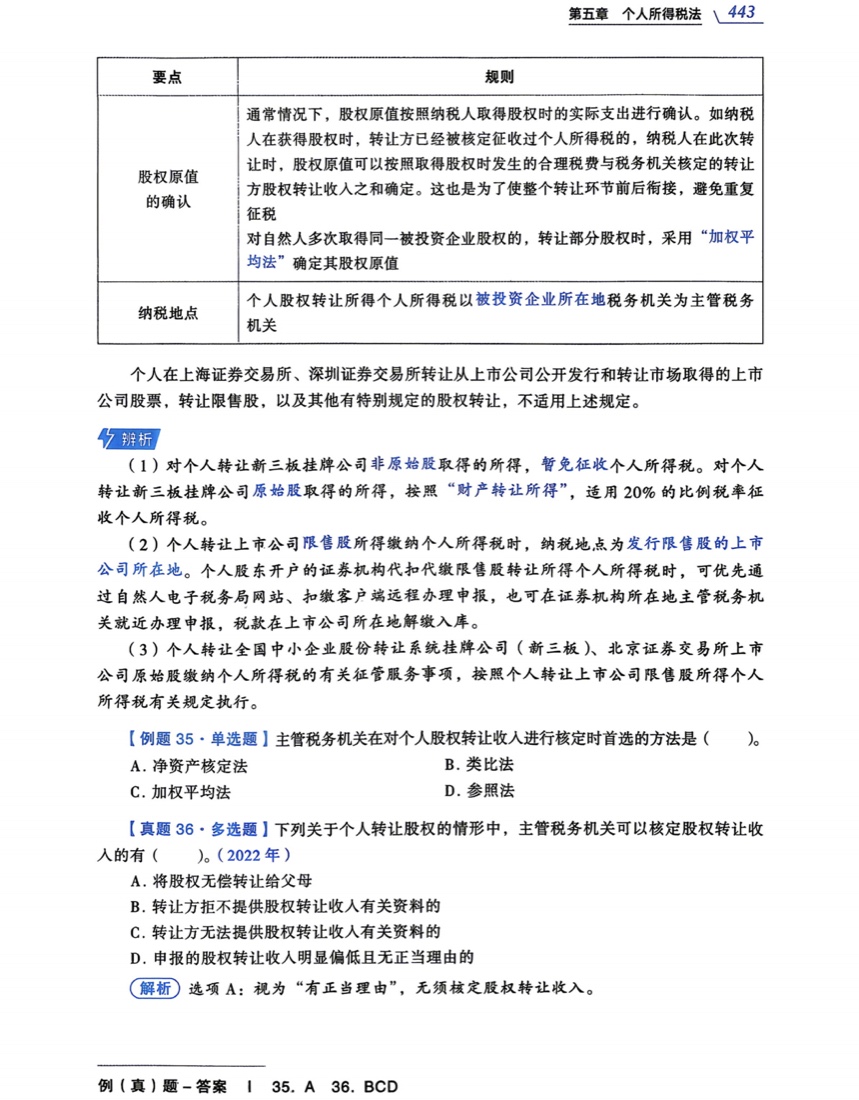 第五章 个人所得税法 443
要点 规则
股权原值
的确认
通常情况下，股权原值按照纳税人取得股权时的实际支出进行确认。如纳税
人在获得股权时，转让方已经被核定征收过个人所得税的，纳税人在此次转
让时，股权原值可以按照取得股权时发生的合理税费与税务机关核定的转让
方股权转让收入之和确定。这也是为了使整个转让环节前后衔接，避免重复
征税
对自然人多次取得同一被投资企业股权的，转让部分股权时，采用“加权平
均法”确定其股权原值
纳税地点
个人股权转让所得个人所得税以被投资企业所在地税务机关为主管税务
机关
个人在上海证券交易所、深圳证券交易所转让从上市公司公开发行和转让市场取得的上市
公司股票，转让限售股，以及其他有特别规定的股权转让，不适用上述规定。
辨析
（1）对个人转让新三板挂牌公司非原始股取得的所得，暂免征收个人所得税。对个人
转让新三板挂牌公司原始股取得的所得，按照“财产转让所得”，适用 20% 的比例税率征
收个人所得税。
（2）个人转让上市公司限售股所得缴纳个人所得税时，纳税地点为发行限售股的上市
公司所在地。个人股东开户的证券机构代扣代缴限售股转让所得个人所得税时，可优先通
过自然人电子税务局网站、扣缴客户端远程办理申报，也可在证券机构所在地主管税务机
关就近办理申报，税款在上市公司所在地解缴入库。
（3）个人转让全国中小企业股份转让系统挂牌公司（新三板）、北京证券交易所上市
公司原始股缴纳个人所得税的有关征管服务事项，按照个人转让上市公司限售股所得个人
所得税有关规定执行。
【例题 35·单选题】主管税务机关在对个人股权转让收入进行核定时首选的方法是（ ）。
A. 净资产核定法 B. 类比法
C. 加权平均法 D. 参照法
【真题 36·多选题】下列关于个人转让股权的情形中，主管税务机关可以核定股权转让收
入的有（ ）。（2022 年）
A. 将股权无偿转让给父母
B. 转让方拒不提供股权转让收入有关资料的
C. 转让方无法提供股权转让收入有关资料的
D. 申报的股权转让收入明显偏低且无正当理由的
解析 选项 A：视为“有正当理由”，无须核定股权转让收入。
例（真）题－答案 | 35. A 36. BCD